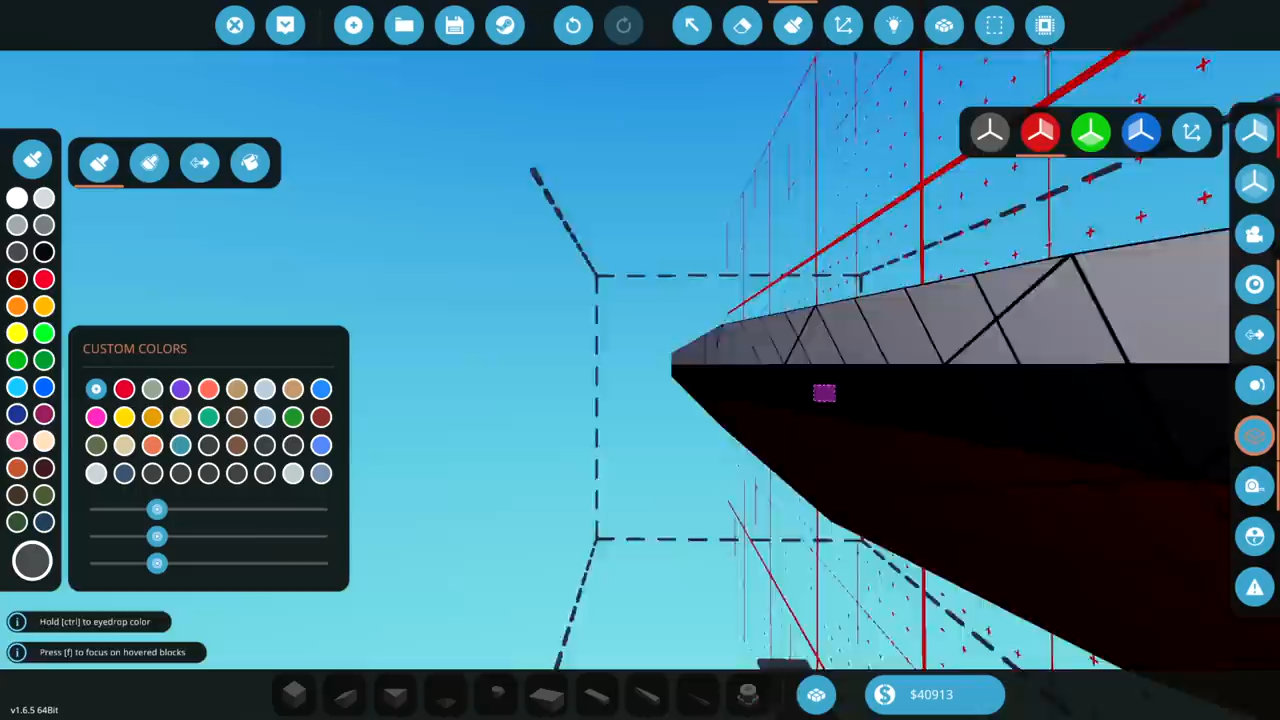 CUSTOM COLORS
Hold [ctrl] to eyedrop color
Press [f] to focus on hovered blocks
$40913
v1.6.5 64Bit